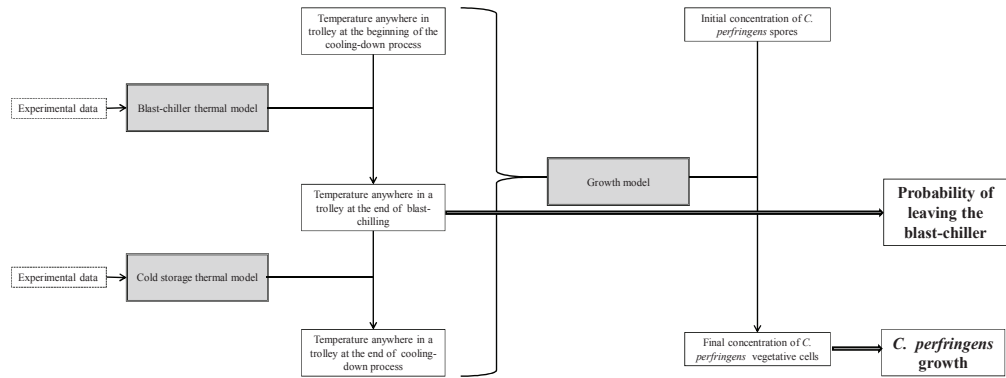 Temperature anywhere in
trolley at the beginning of the
cooling-down process
Initial concentration of C.
perfringens spores
Experimental data
Blast-chiller thermal model
Temperature anywhere in a
trolley at the end of blast-
chilling
Growth model
Probability of
leaving the
blast-chiller
Experimental data
Cold storage thermal model
Temperature anywhere in
a trolley at the end of cooling-
down process
Final concentration of C.
perfringens vegetative cells
C. perfringens
growth